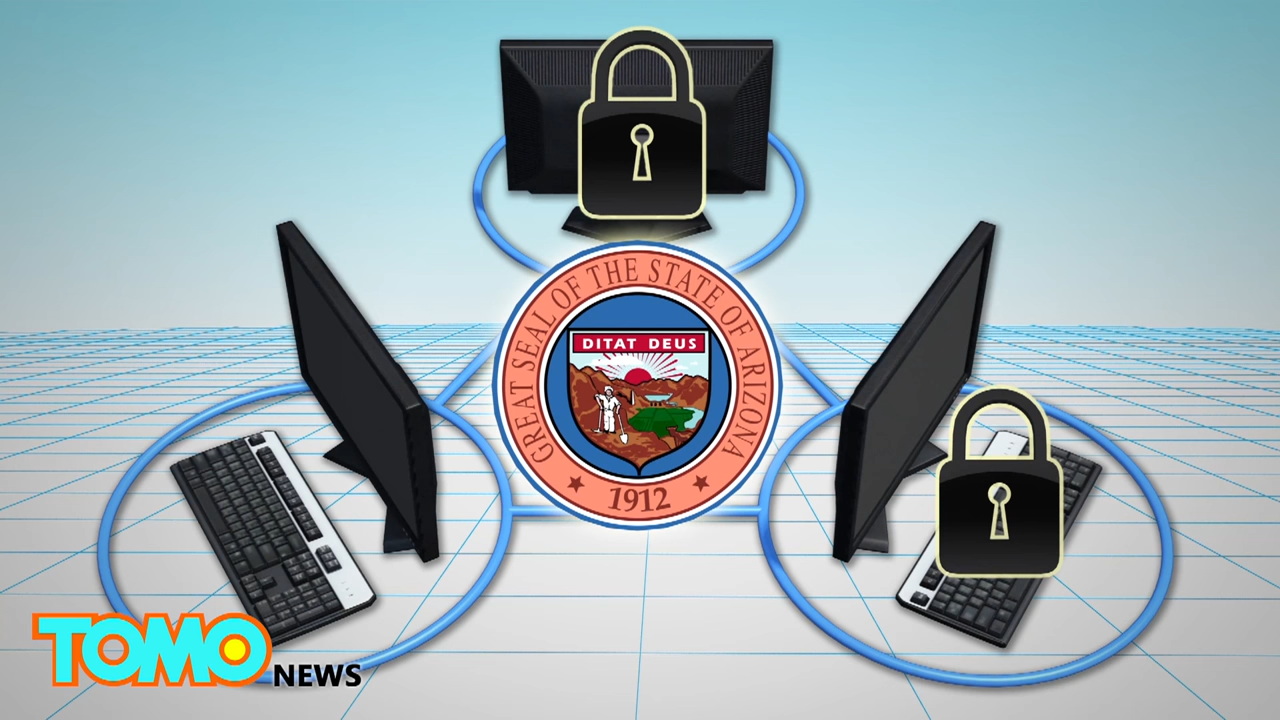 GREAT SEAL OF THE STATE OF ARIZONA
DITAT DEUS
1912
TOMO
NEWS